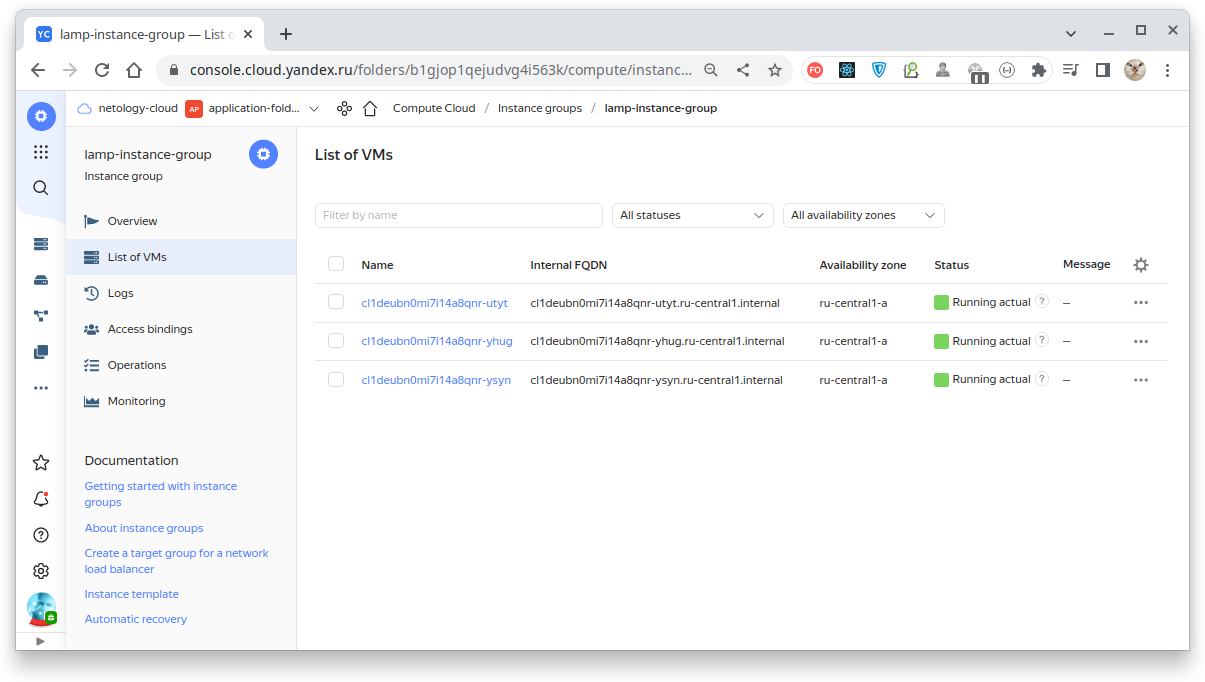 YC lamp-instance-group — List o
console.cloud.yandex.ru/folders/b1gjop1qejudvg4i563k/compute/instanc...
FO
netology-cloud AP application-fold... Compute Cloud / Instance groups / lamp-instance-group
lamp-instance-group
Instance group
Overview
List of VMs
Logs
Access bindings
Operations
Monitoring
Documentation
Getting started with instance
groups
About instance groups
Create a target group for a network
load balancer
Instance template
Automatic recovery
List of VMs
Filter by name All statuses All availability zones
Name Internal FQDN Availability zone Status Message
cl1deubn0mi7i14a8qnr-utyt cl1deubn0mi7i14a8qnr-utyt.ru-central1.internal ru-central1-a Running actual ? – ...
cl1deubn0mi7i14a8qnr-yhug cl1deubn0mi7i14a8qnr-yhug.ru-central1.internal ru-central1-a Running actual ? – ...
cl1deubn0mi7i14a8qnr-ysyn cl1deubn0mi7i14a8qnr-ysyn.ru-central1.internal ru-central1-a Running actual ? – ...